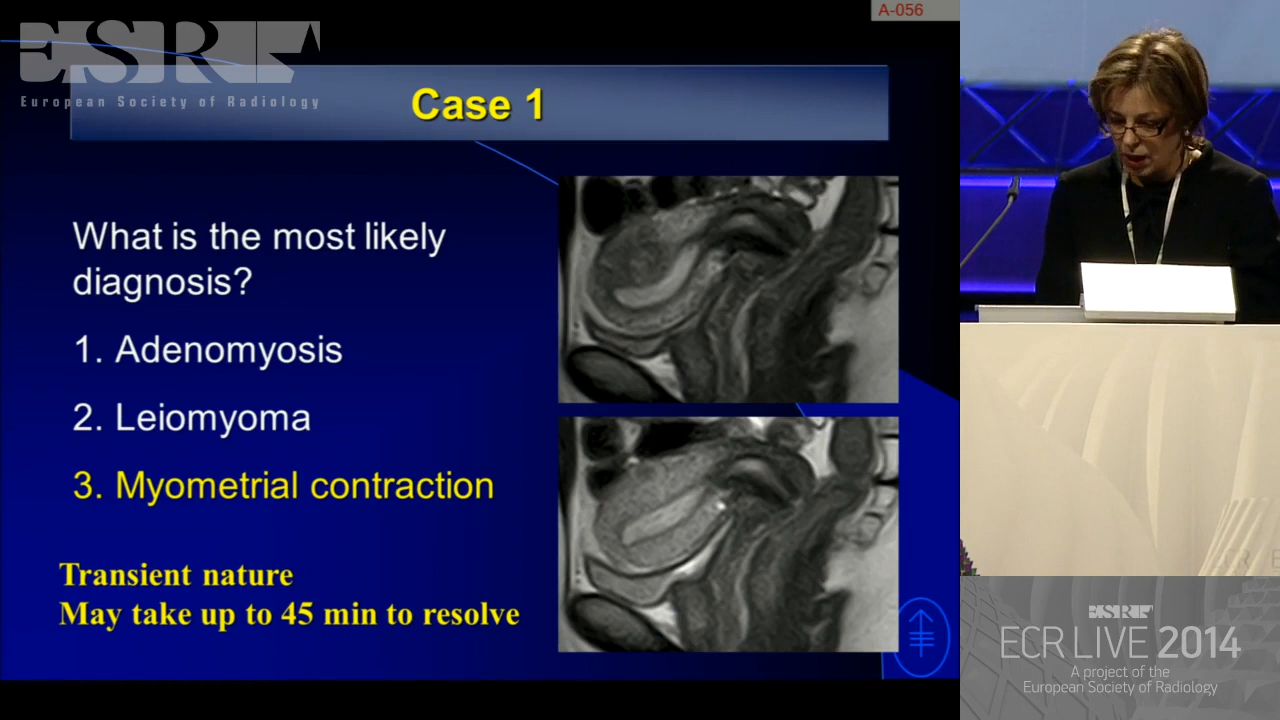 A-056
ESR
European Society of Radiology
Case 1
What is the most likely
diagnosis?
1. Adenomyosis
2. Leiomyoma
3. Myometrial contraction
Transient nature
May take up to 45 min to resolve
ESR
ECR LIVE 2014
A project of the
European Society of Radiology